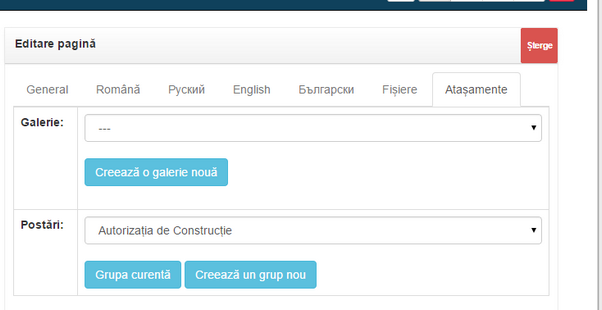 Editare pagină
Șterge
General Română Руский English Български Fișiere Atașamente
Galerie:
---
Creează o galerie nouă
Postări:
Autorizația de Construcție
Grupa curentă Creează un grup nou